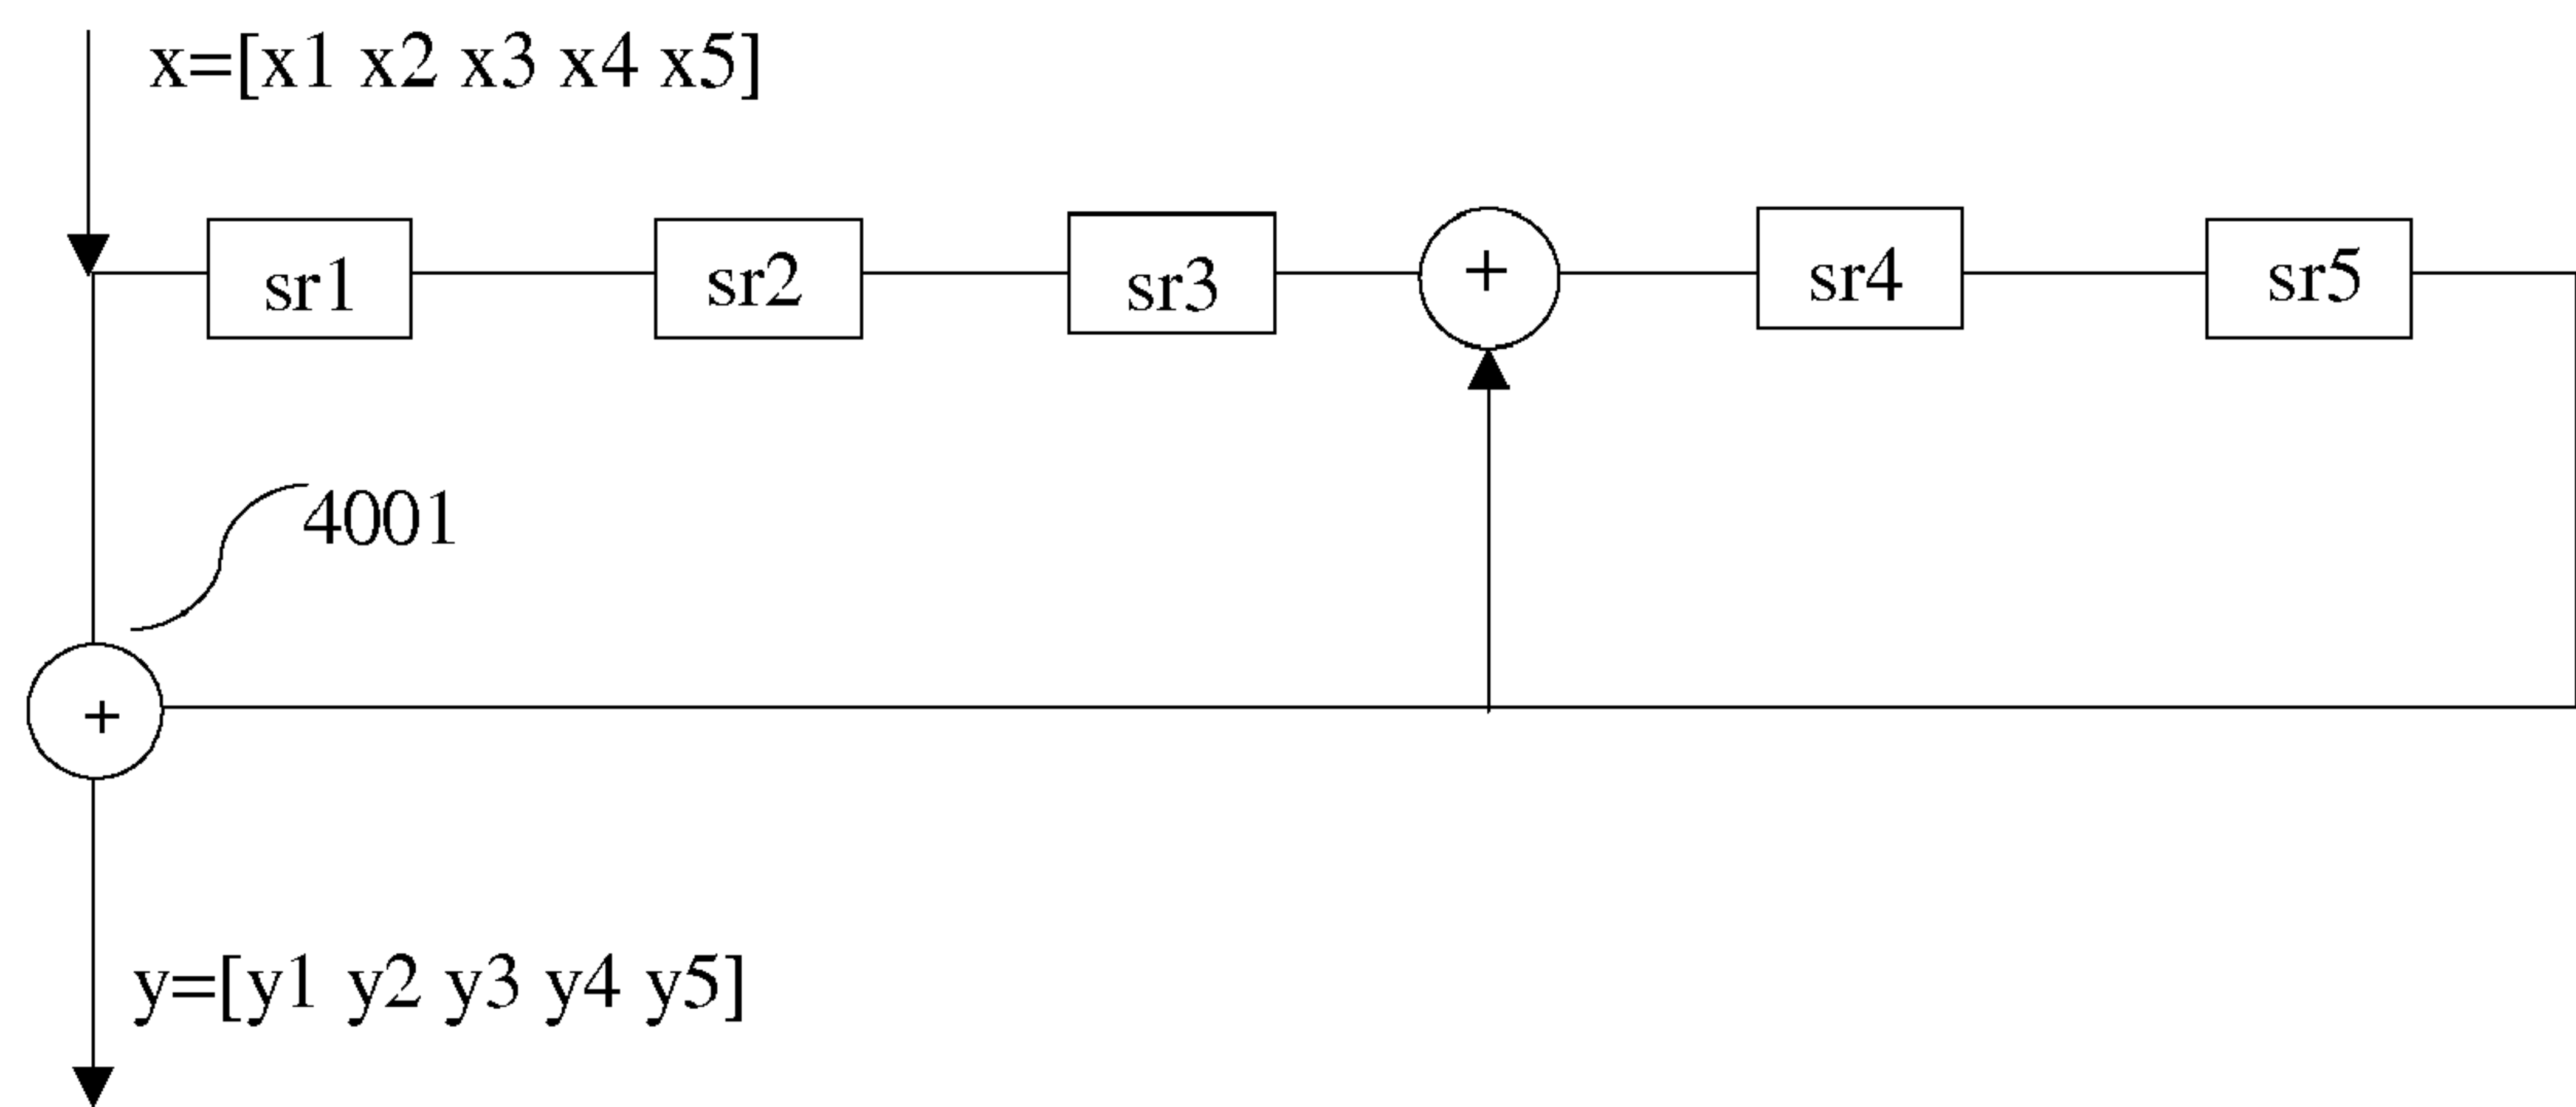 x=[x1 x2 x3 x4 x5]
sr1
sr2
sr3
+
sr4
sr5
4001
+
y=[y1 y2 y3 y4 y5]